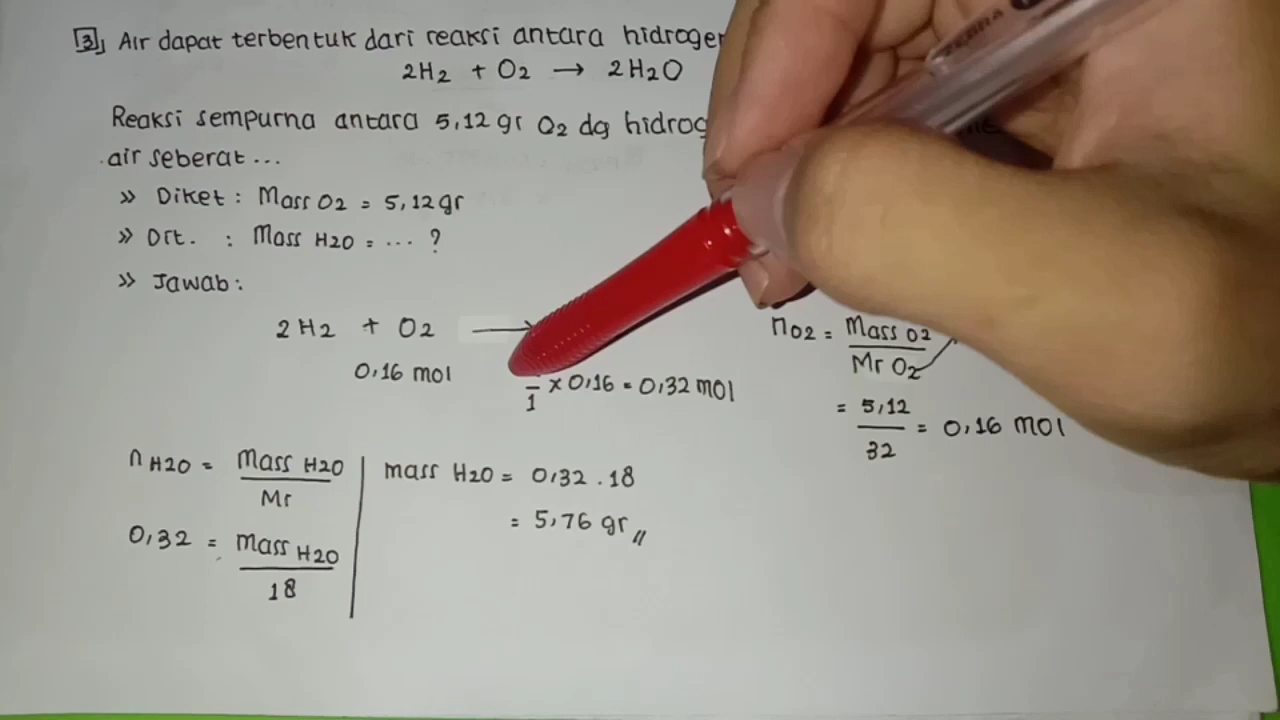 3, Air dapat terbentuk dari reaksi antara hidroger
2H2 + O2 → 2H2O
Reaksi sempurna antara 5,12 gr O2 dg hidrog
air seberat ...
» Diket : Mass O2 = 5,12 gr
» Dit. : Mass H2O = ... ?
» Jawab :
2H2 + O2 →
0,16 mol
1 x 0,16 = 0,32 mol
nO2 = Mass O2
Mr O2
= 5,12
32
= 0,16 mol
nH2O = Mass H2O
Mr
0,32 = Mass H2O
18
mass H2O = 0,32 . 18
= 5,76 gr //
ZEBRA